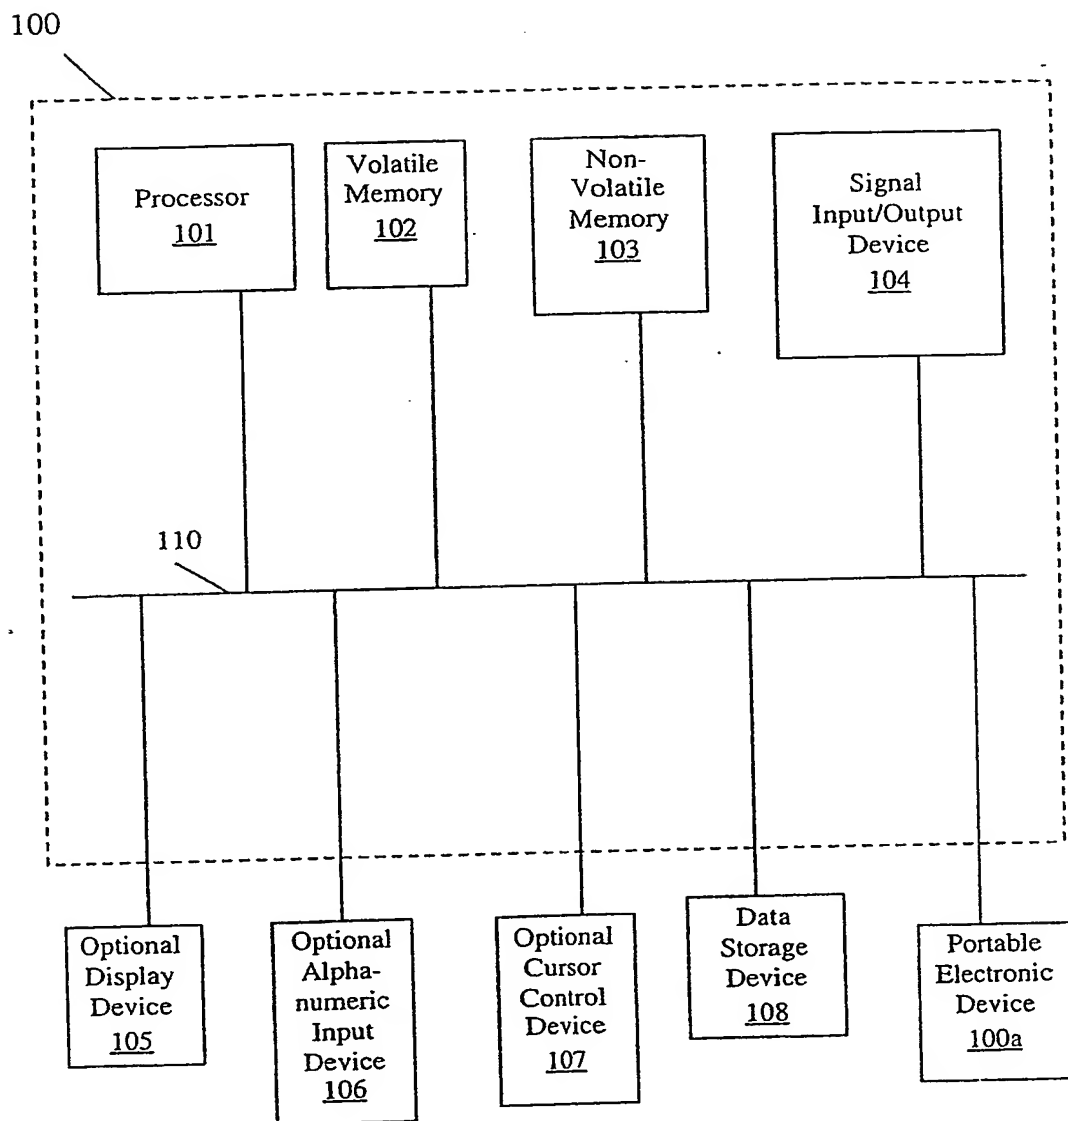 100
Processor
101
Volatile
Memory
102
Non-
Volatile
Memory
103
Signal
Input/Output
Device
104
110
Optional
Display
Device
105
Optional
Alpha-
numeric
Input
Device
106
Optional
Cursor
Control
Device
107
Data
Storage
Device
108
Portable
Electronic
Device
100a